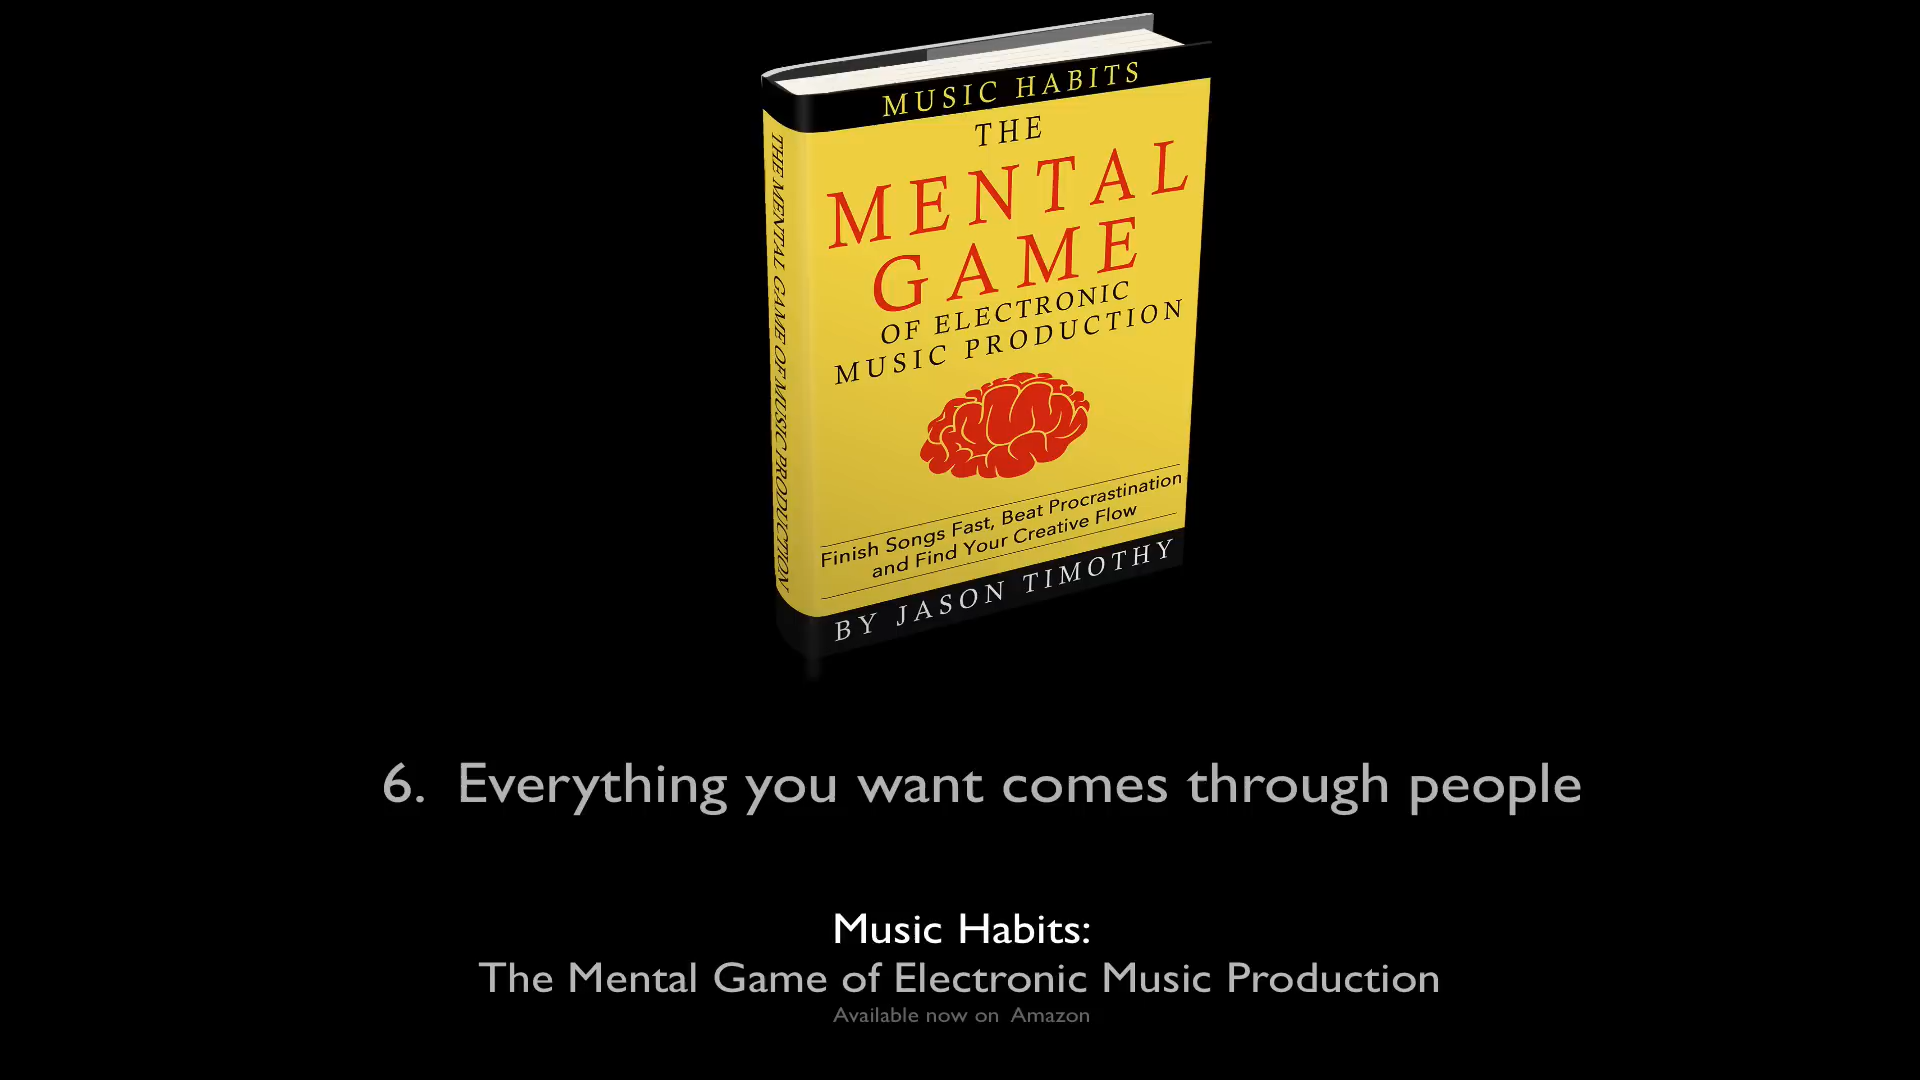 MUSIC HABITS
THE
MENTAL
GAME
OF ELECTRONIC
MUSIC PRODUCTION
Finish Songs Fast, Beat Procrastination
and Find Your Creative Flow
BY JASON TIMOTHY
THE MENTAL GAME OF MUSIC PRODUCTION
6. Everything you want comes through people
Music Habits:
The Mental Game of Electronic Music Production
Available now on Amazon